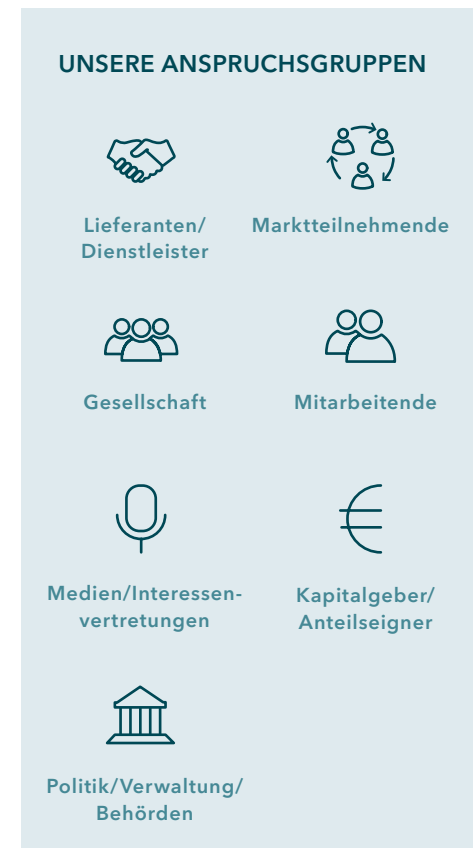 UNSERE ANSPRUCHSGRUPPEN
Lieferanten/
Dienstleister
Marktteilnehmende
Gesellschaft
Mitarbeitende
Medien/Interessen-
vertretungen
Kapitalgeber/
Anteilseigner
Politik/Verwaltung/
Behörden